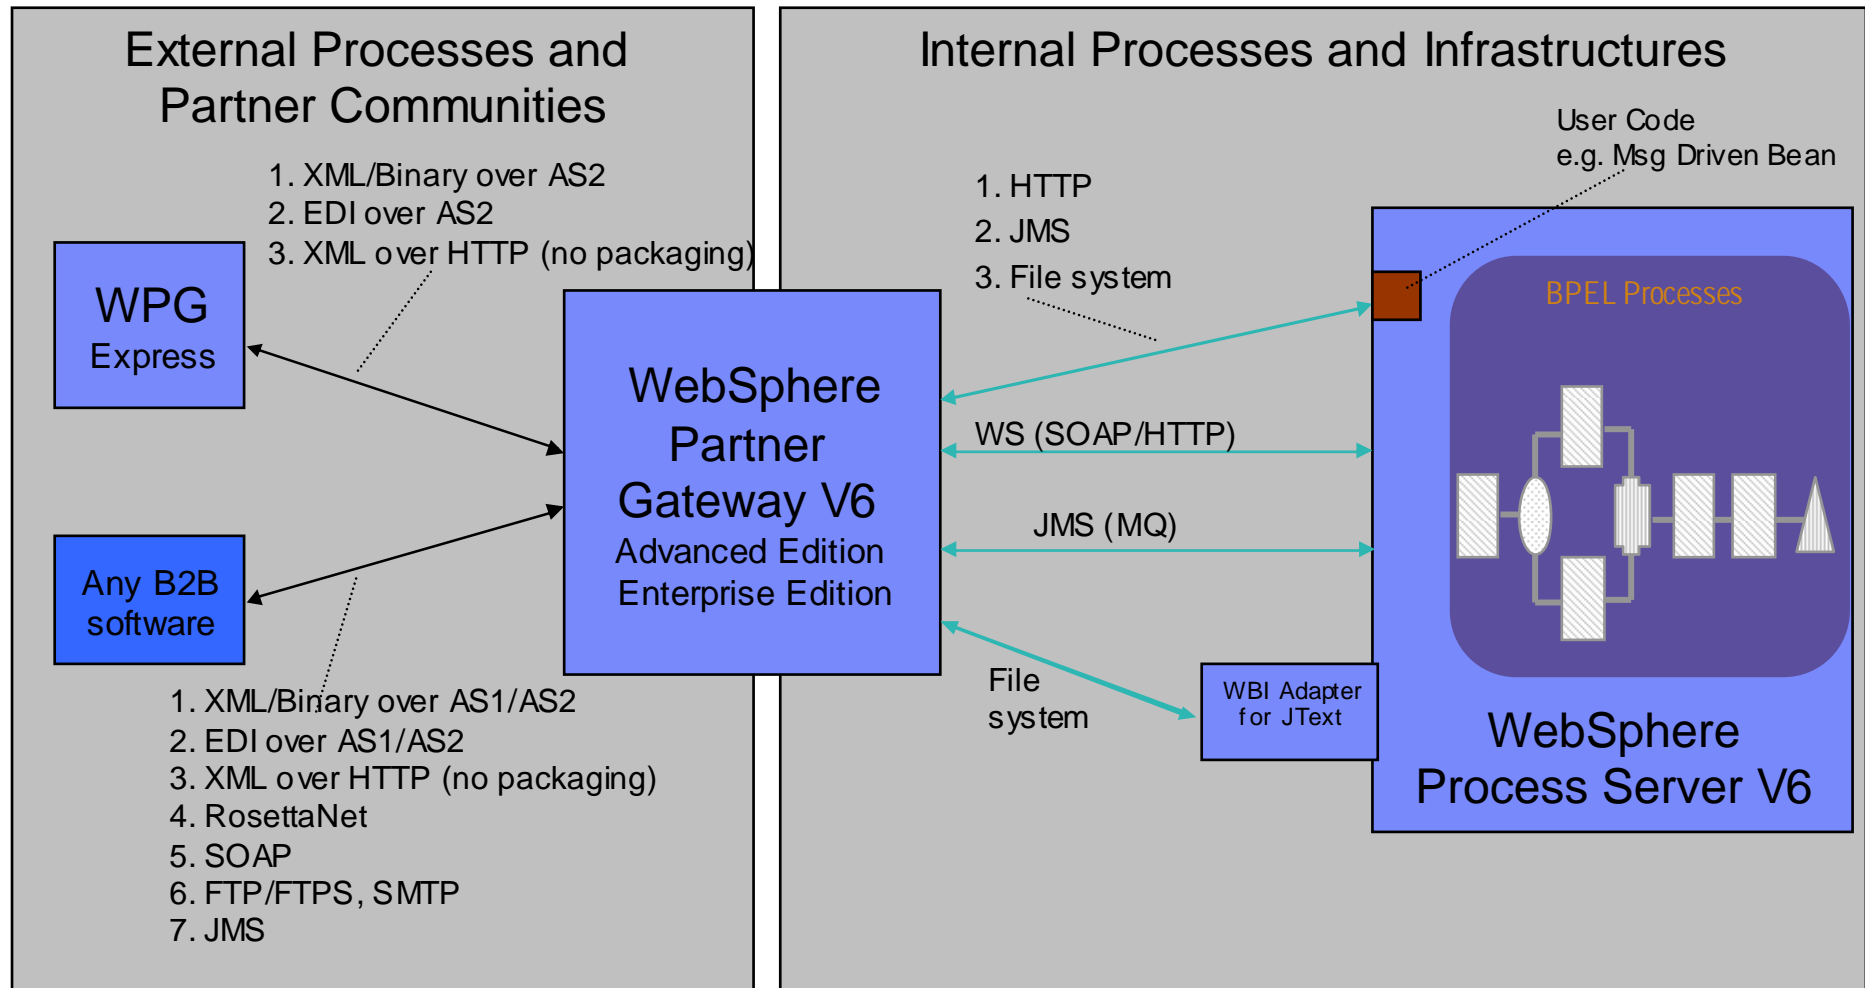 External Processes and
Partner Communities
1. XML/Binary over AS2
2. EDI over AS2
3. XML over HTTP (no packaging)
WPG
Express
Any B2B
software
1. XML/Binary over AS1/AS2
2. EDI over AS1/AS2
3. XML over HTTP (no packaging)
4. RosettaNet
5. SOAP
6. FTP/FTPS, SMTP
7. JMS
WebSphere
Partner
Gateway V6
Advanced Edition
Enterprise Edition
Internal Processes and Infrastructures
User Code
e.g. Msg Driven Bean
1. HTTP
2. JMS
3. File system
WS (SOAP/HTTP)
JMS (MQ)
File
system
WBI Adapter
for JText
BPEL Processes
WebSphere
Process Server V6